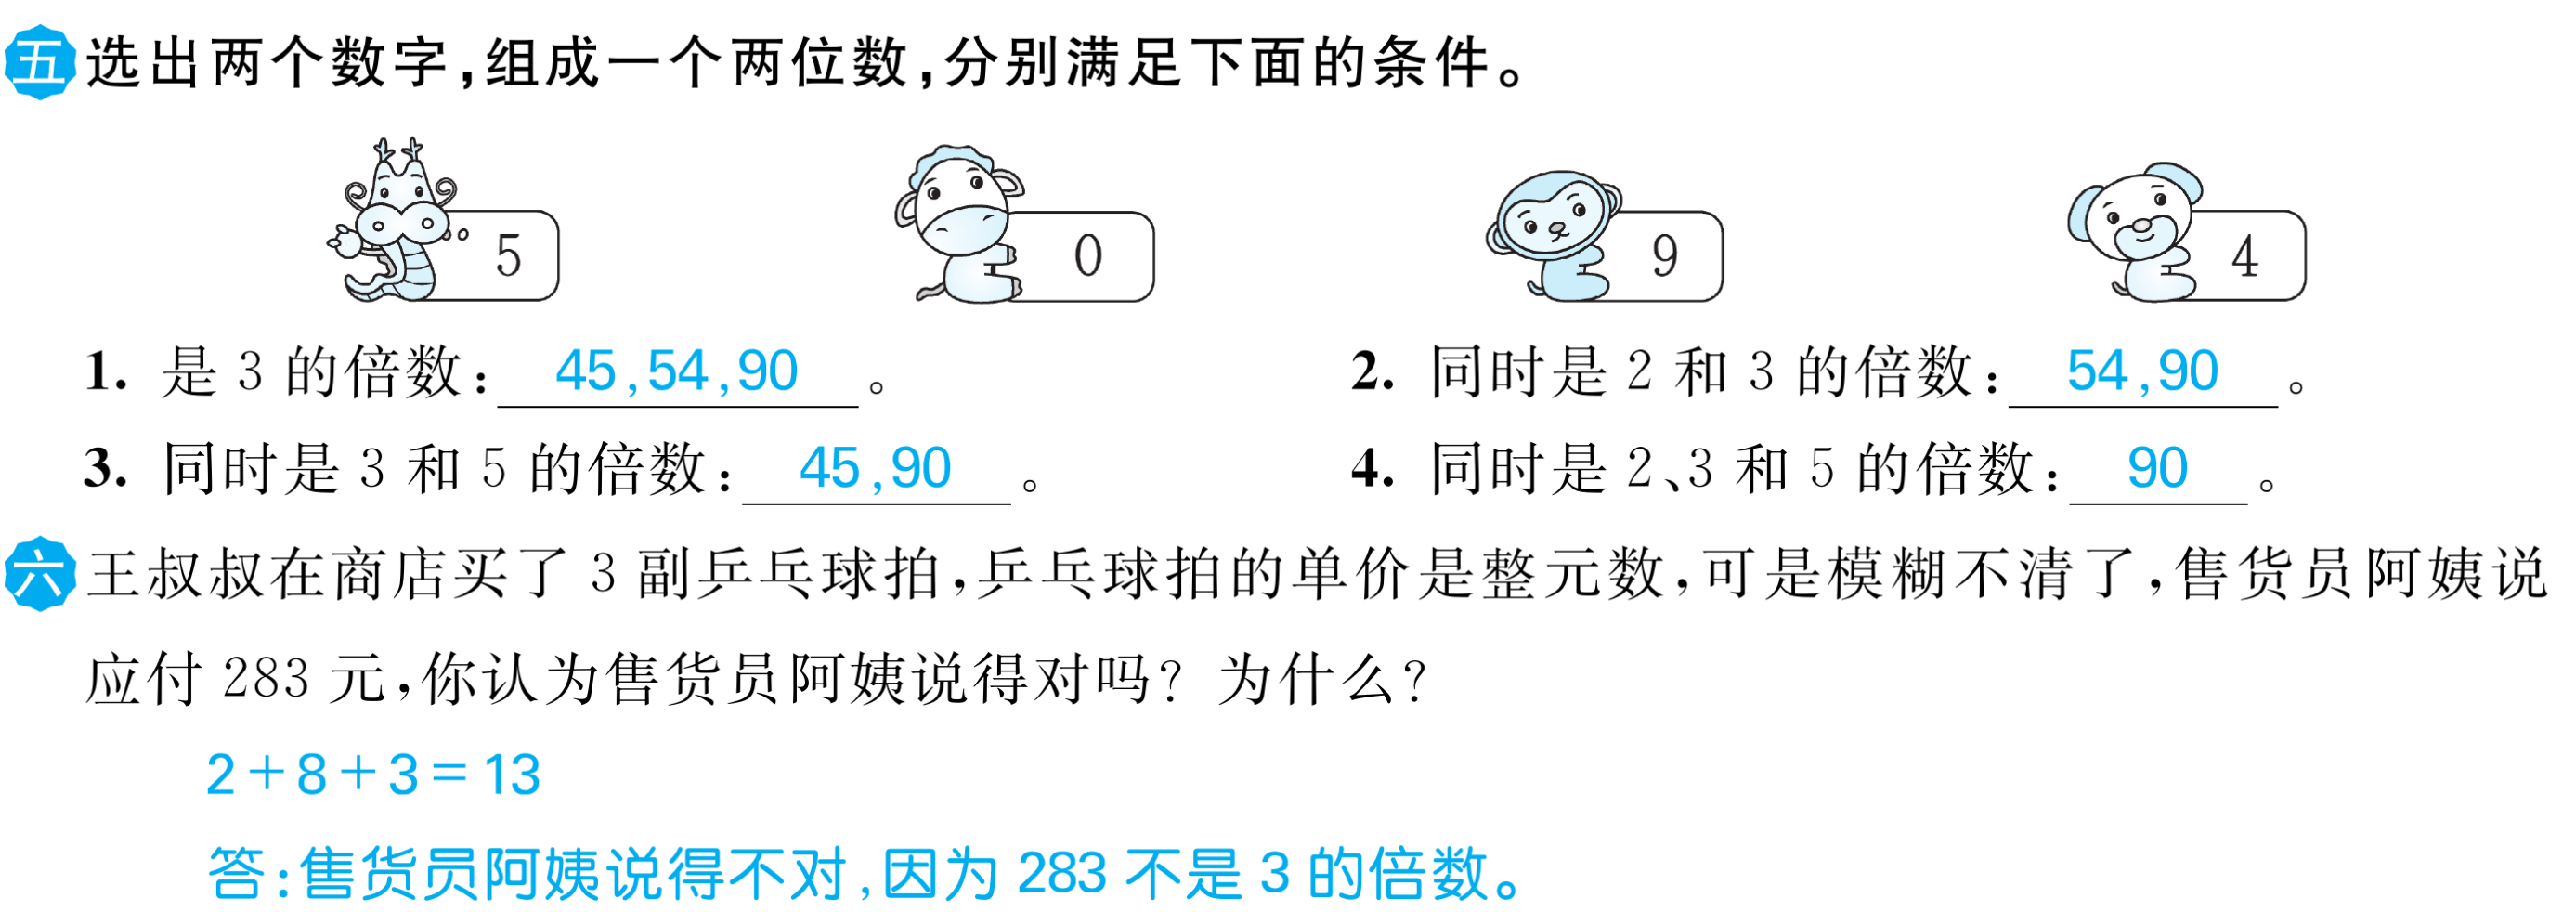 五 选出两个数字,组成一个两位数,分别满足下面的条件。
5 0 9 4
1. 是 3 的倍数: 45,54,90 。 2. 同时是 2 和 3 的倍数: 54,90 。
3. 同时是 3 和 5 的倍数: 45,90 。 4. 同时是 2、3 和 5 的倍数: 90 。
六 王叔叔在商店买了 3 副乒乓球拍,乒乓球拍的单价是整元数,可是模糊不清了,售货员阿姨说
应付 283 元,你认为售货员阿姨说得对吗? 为什么?
2+8+3=13
答:售货员阿姨说得不对,因为 283 不是 3 的倍数。